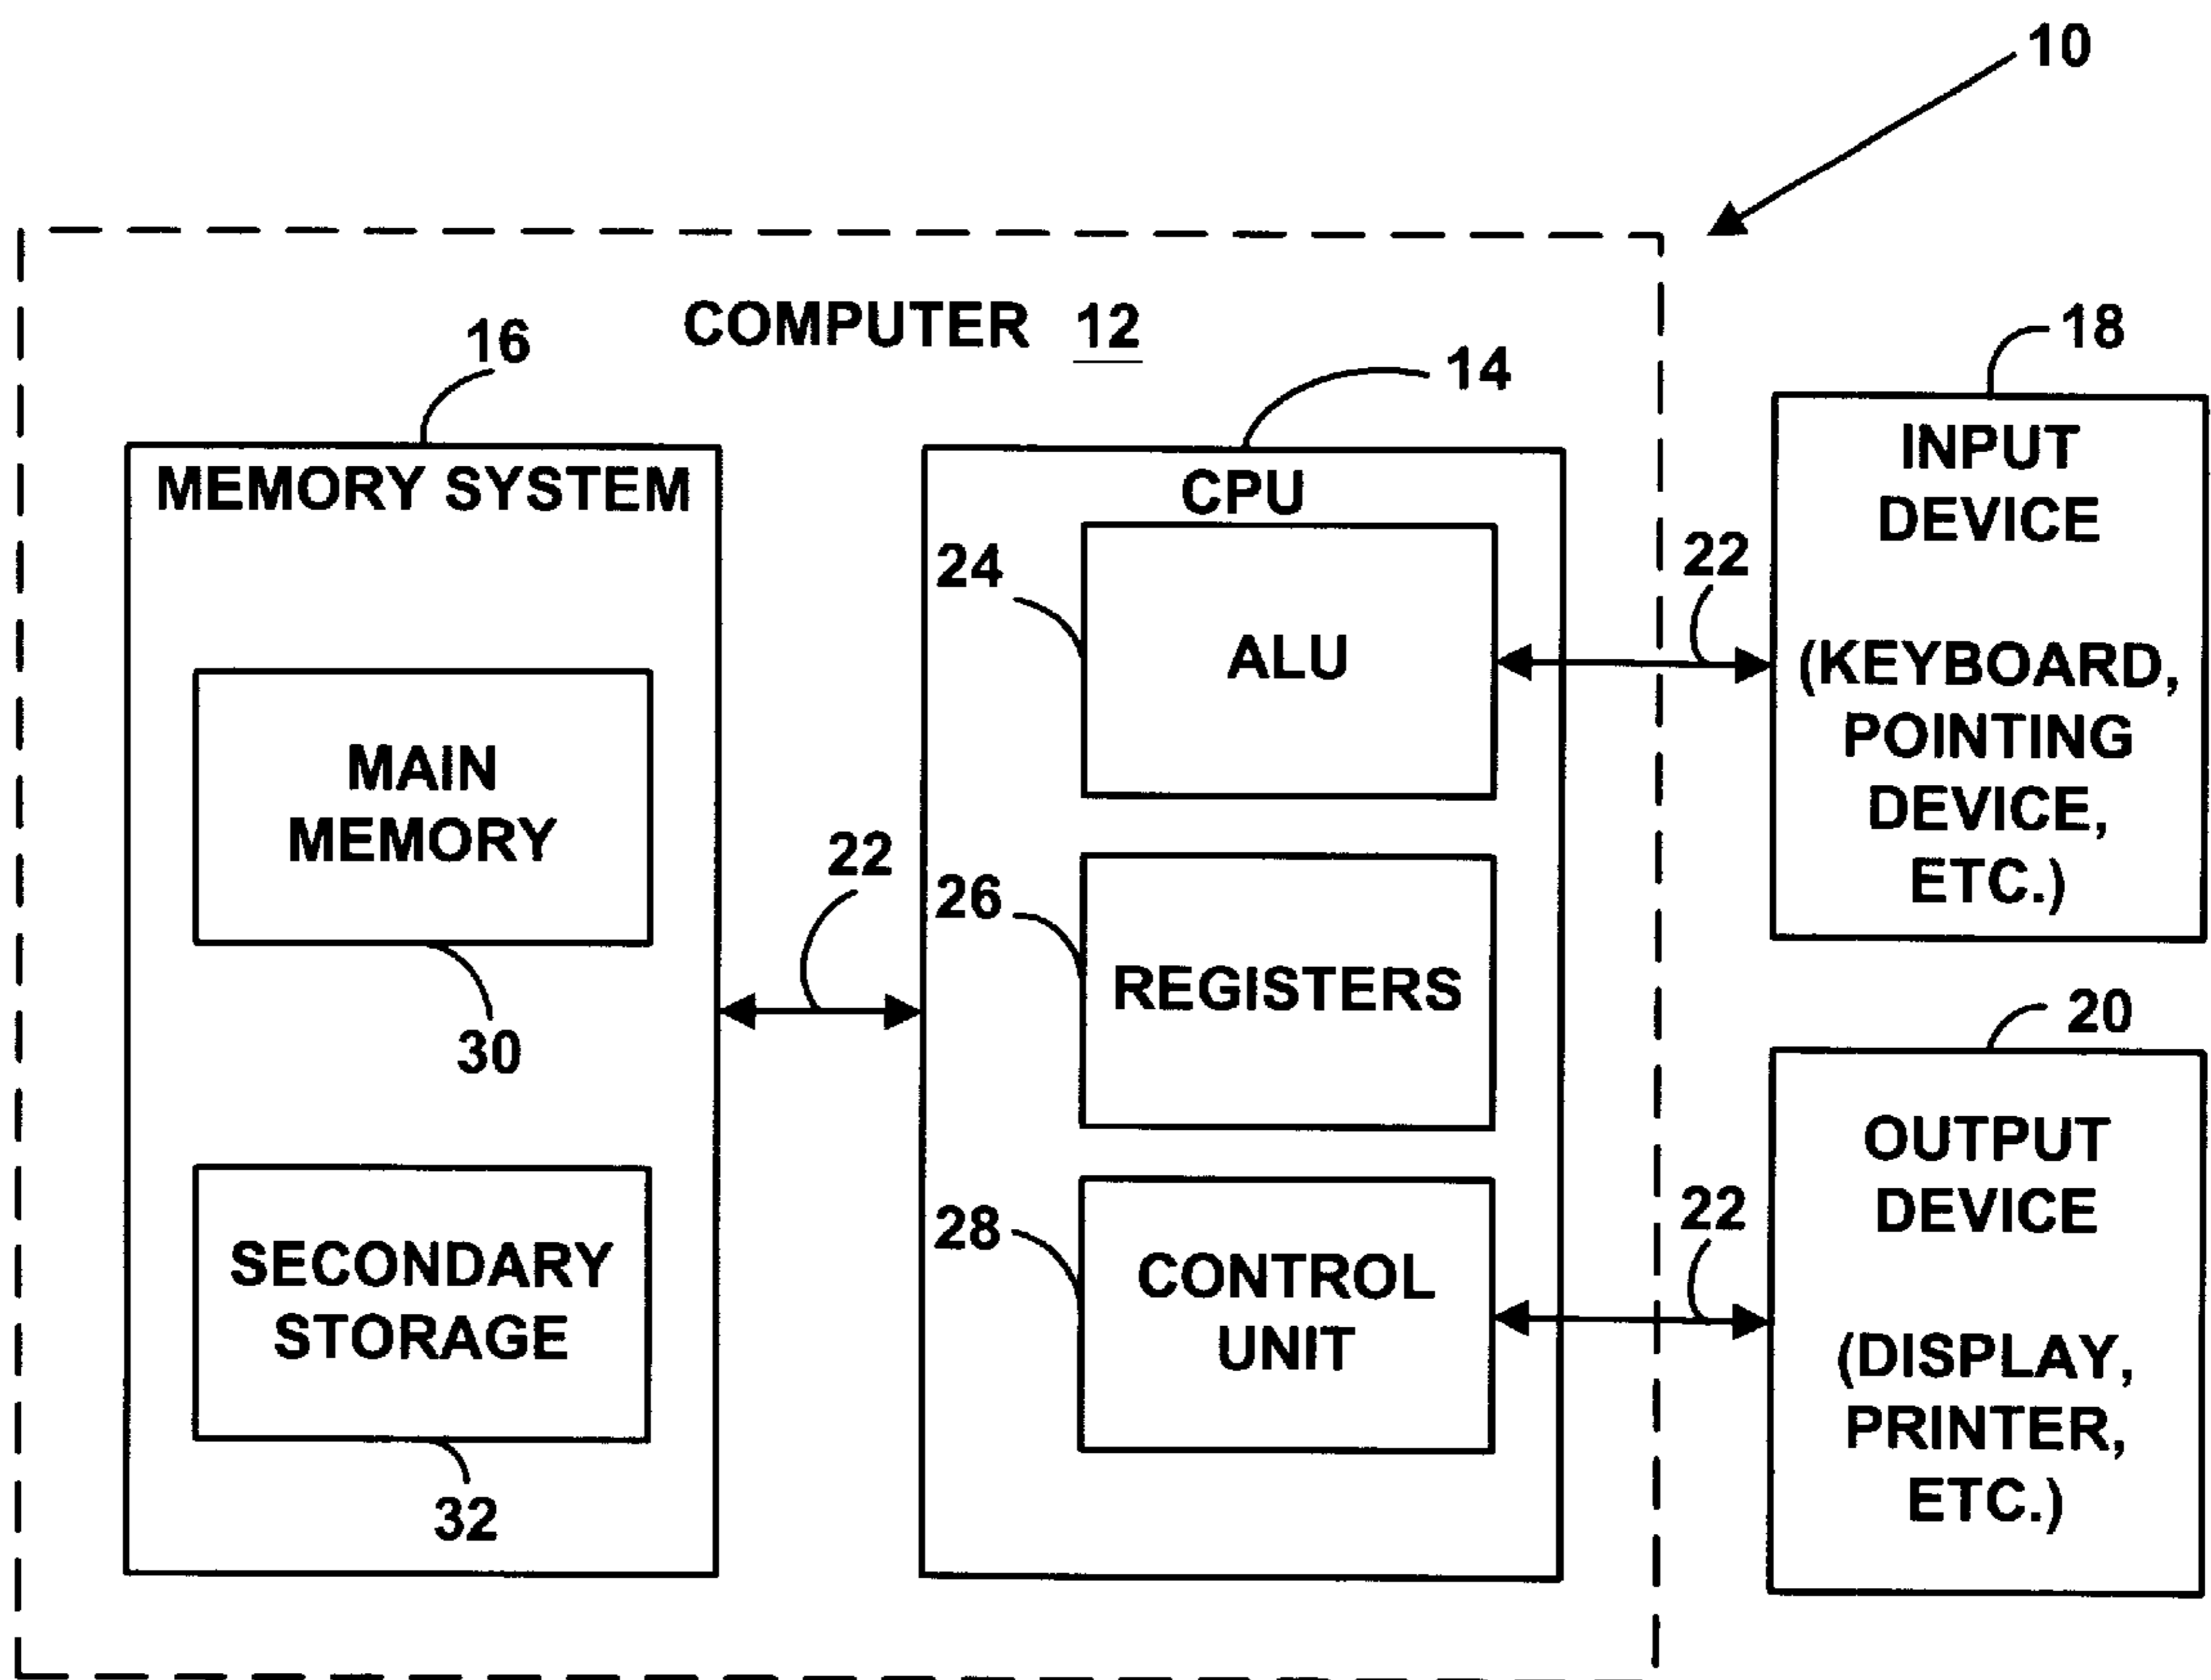 10
COMPUTER 12
16
14
18
MEMORY SYSTEM
CPU
INPUT
DEVICE
(KEYBOARD,
POINTING
DEVICE,
ETC.)
24
ALU
22
MAIN
MEMORY
30
22
26
REGISTERS
20
OUTPUT
DEVICE
(DISPLAY,
PRINTER,
ETC.)
SECONDARY
STORAGE
32
28
CONTROL
UNIT
22